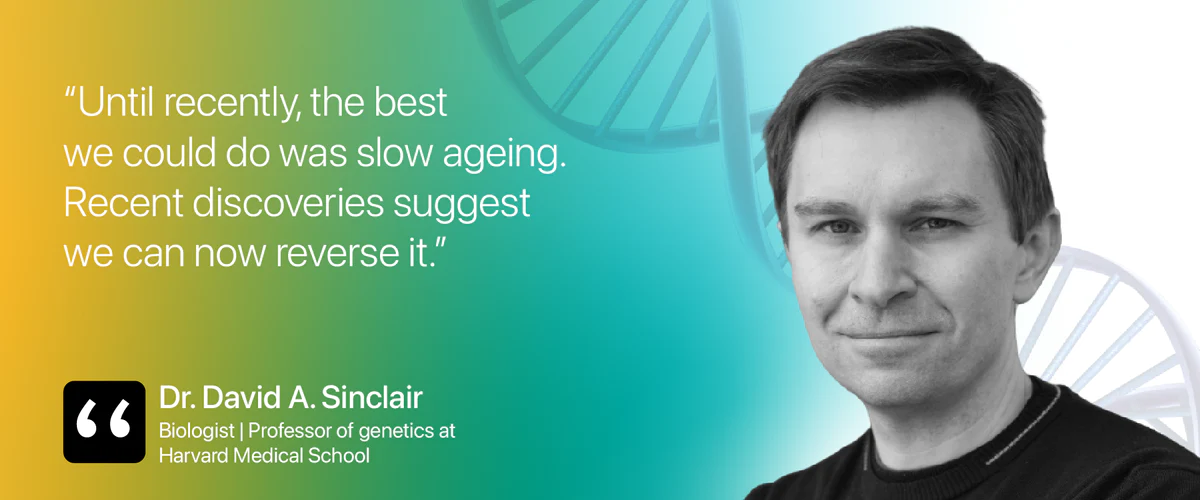 “Until recently, the best
we could do was slow ageing.
Recent discoveries suggest
we can now reverse it.”
Dr. David A. Sinclair
Biologist | Professor of genetics at
Harvard Medical School